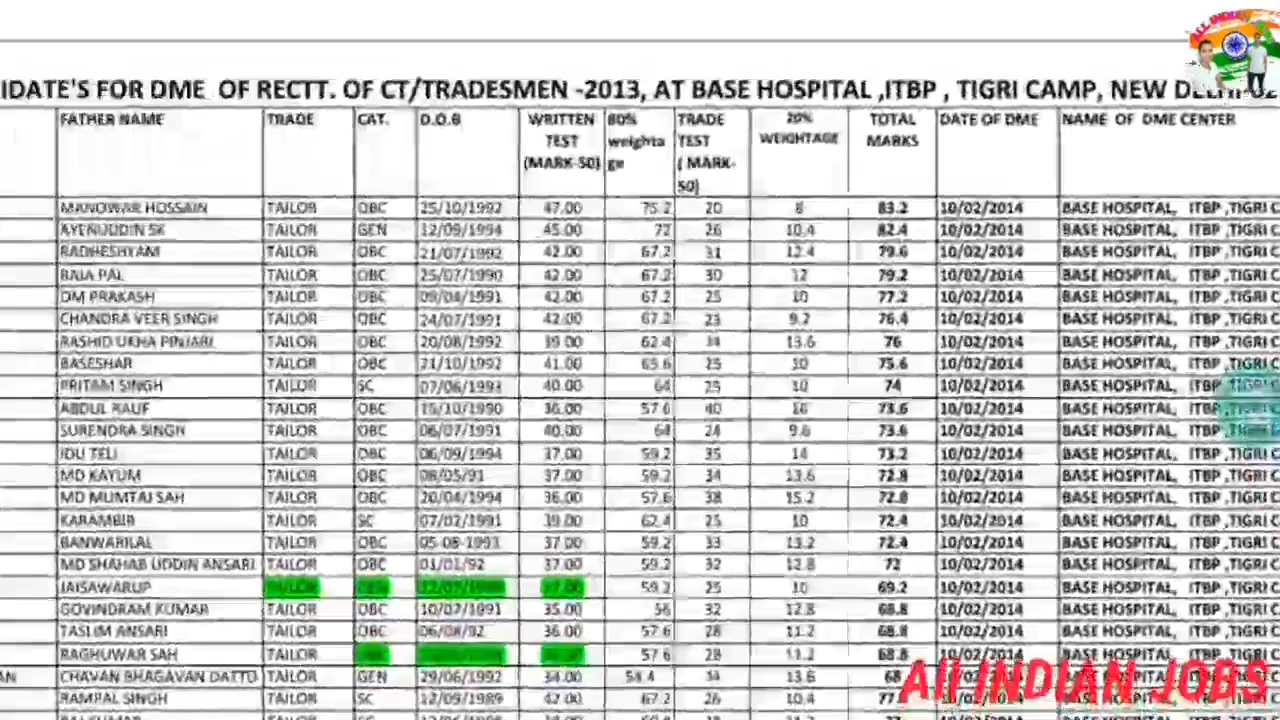 ALL INDIAN
IDATE'S FOR DME OF RECTT. OF CT/TRADESMEN -2013, AT BASE HOSPITAL ,ITBP , TIGRI CAMP, NEW DELHI-62
FATHER NAME TRADE CAT. D.O.B WRITTEN TEST (MARK-50) 80% weightage TRADE TEST ( MARK-50) 20% WEIGHTAGE TOTAL MARKS DATE OF DME NAME OF DME CENTER
MANOWAR HOSSAIN TAILOR OBC 25/10/1992 47.00 75.2 20 8 83.2 10/02/2014 BASE HOSPITAL, ITBP ,TIGRI C
AYENUDDIN SK TAILOR GEN 12/09/1994 45.00 72 26 10.4 82.4 10/02/2014 BASE HOSPITAL, ITBP ,TIGRI C
RADHESHYAM TAILOR OBC 21/07/1992 42.00 67.2 31 12.4 79.6 10/02/2014 BASE HOSPITAL, ITBP ,TIGRI C
RAJA PAL TAILOR OBC 25/07/1990 42.00 67.2 30 12 79.2 10/02/2014 BASE HOSPITAL, ITBP ,TIGRI C
OM PRAKASH TAILOR OBC 09/04/1991 42.00 67.2 25 10 77.2 10/02/2014 BASE HOSPITAL, ITBP ,TIGRI C
CHANDRA VEER SINGH TAILOR OBC 24/07/1991 42.00 67.2 23 9.2 76.4 10/02/2014 BASE HOSPITAL, ITBP ,TIGRI C
RASHID UKHA PINJARI TAILOR OBC 20/08/1992 39.00 62.4 34 13.6 76 10/02/2014 BASE HOSPITAL, ITBP ,TIGRI C
BASESHAR TAILOR OBC 21/10/1992 41.00 65.6 25 10 75.6 10/02/2014 BASE HOSPITAL, ITBP ,TIGRI C
PRITAM SINGH TAILOR SC 07/06/1993 40.00 64 25 10 74 10/02/2014 BASE HOSPITAL, ITBP ,TIGRI C
ABDUL RAUF TAILOR OBC 15/10/1990 36.00 57.6 40 16 73.6 10/02/2014 BASE HOSPITAL, ITBP ,TIGRI C
SURENDRA SINGH TAILOR OBC 06/07/1991 40.00 64 24 9.6 73.6 10/02/2014 BASE HOSPITAL, ITBP ,TIGRI C
IDU TELI TAILOR OBC 06/09/1994 37.00 59.2 35 14 73.2 10/02/2014 BASE HOSPITAL, ITBP ,TIGRI C
MD KAYUM TAILOR OBC 08/05/91 37.00 59.2 34 13.6 72.8 10/02/2014 BASE HOSPITAL, ITBP ,TIGRI C
MD MUMTAJ SAH TAILOR OBC 20/04/1994 36.00 57.6 38 15.2 72.8 10/02/2014 BASE HOSPITAL, ITBP ,TIGRI C
KARAMBIR TAILOR SC 07/02/1991 39.00 62.4 25 10 72.4 10/02/2014 BASE HOSPITAL, ITBP ,TIGRI C
BANWARILAL TAILOR OBC 05-08-1993 37.00 59.2 33 13.2 72.4 10/02/2014 BASE HOSPITAL, ITBP ,TIGRI C
MD SHAHAB UDDIN ANSARI TAILOR OBC 01/01/92 37.00 59.2 32 12.8 72 10/02/2014 BASE HOSPITAL, ITBP ,TIGRI C
JAISAWARUP 59.2 25 10 69.2 10/02/2014 BASE HOSPITAL, ITBP ,TIGRI C
GOVINDRAM KUMAR TAILOR OBC 10/07/1991 35.00 56 32 12.8 68.8 10/02/2014 BASE HOSPITAL, ITBP ,TIGRI C
TASLIM ANSARI TAILOR OBC 06/08/92 36.00 57.6 28 11.2 68.8 10/02/2014 BASE HOSPITAL, ITBP ,TIGRI C
RAGHUWAR SAH TAILOR 57.6 28 11.2 68.8 10/02/2014 BASE HOSPITAL, ITBP ,TIGRI C
AN CHAVAN BHAGAVAN DATTU TAILOR GEN 29/06/1992 34.00 54.4 34 13.6 68
RAMPAL SINGH TAILOR SC 12/09/1989 42.00 67.2 26 10.4
All INDIAN JOBS